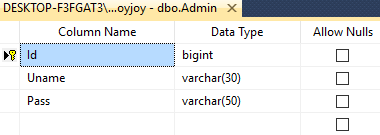 DESKTOP-F3FGAT3\...oyjoy - dbo.Admin
Column Name Data Type Allow Nulls
Id bigint
Uname varchar(30)
Pass varchar(50)